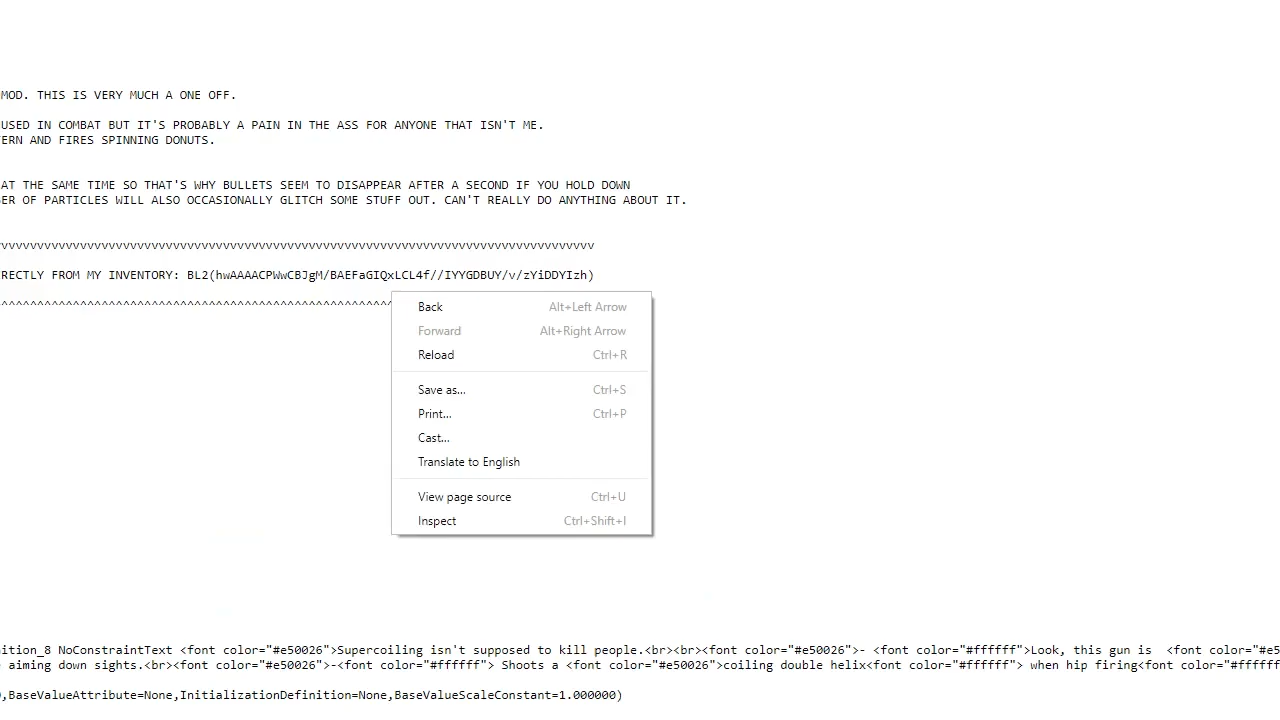 MOD. THIS IS VERY MUCH A ONE OFF.
USED IN COMBAT BUT IT'S PROBABLY A PAIN IN THE ASS FOR ANYONE THAT ISN'T ME.
ERN AND FIRES SPINNING DONUTS.
AT THE SAME TIME SO THAT'S WHY BULLETS SEEM TO DISAPPEAR AFTER A SECOND IF YOU HOLD DOWN
ER OF PARTICLES WILL ALSO OCCASIONALLY GLITCH SOME STUFF OUT. CAN'T REALLY DO ANYTHING ABOUT IT.
vvvvvvvvvvvvvvvvvvvvvvvvvvvvvvvvvvvvvvvvvvvvvvvvvvvvvvvvvvvvvvvvvvvvvvvvvvvvvvvvvvv
RECTLY FROM MY INVENTORY: BL2(hwAAAACPWwCBJgM/BAEFaGIQxLCL4f//IYYGDBUY/v/zYiDDYIzh)
^^^^^^^^^^^^^^^^^^^^^^^^^^^^^^^^^^^^^^^^^^^^^^^^^^^^^^^
Back Alt+Left Arrow
Forward Alt+Right Arrow
Reload Ctrl+R
Save as... Ctrl+S
Print... Ctrl+P
Cast...
Translate to English
View page source Ctrl+U
Inspect Ctrl+Shift+I
ition_8 NoConstraintText <font color="#e50026">Supercoiling isn't supposed to kill people.<br><br><font color="#e50026">- <font color="#ffffff">Look, this gun is  <font color="#e5
 aiming down sights.<br><font color="#e50026">-<font color="#ffffff"> Shoots a <font color="#e50026">coiling double helix<font color="#ffffff"> when hip firing<font color="#ffffff
,BaseValueAttribute=None,InitializationDefinition=None,BaseValueScaleConstant=1.000000)